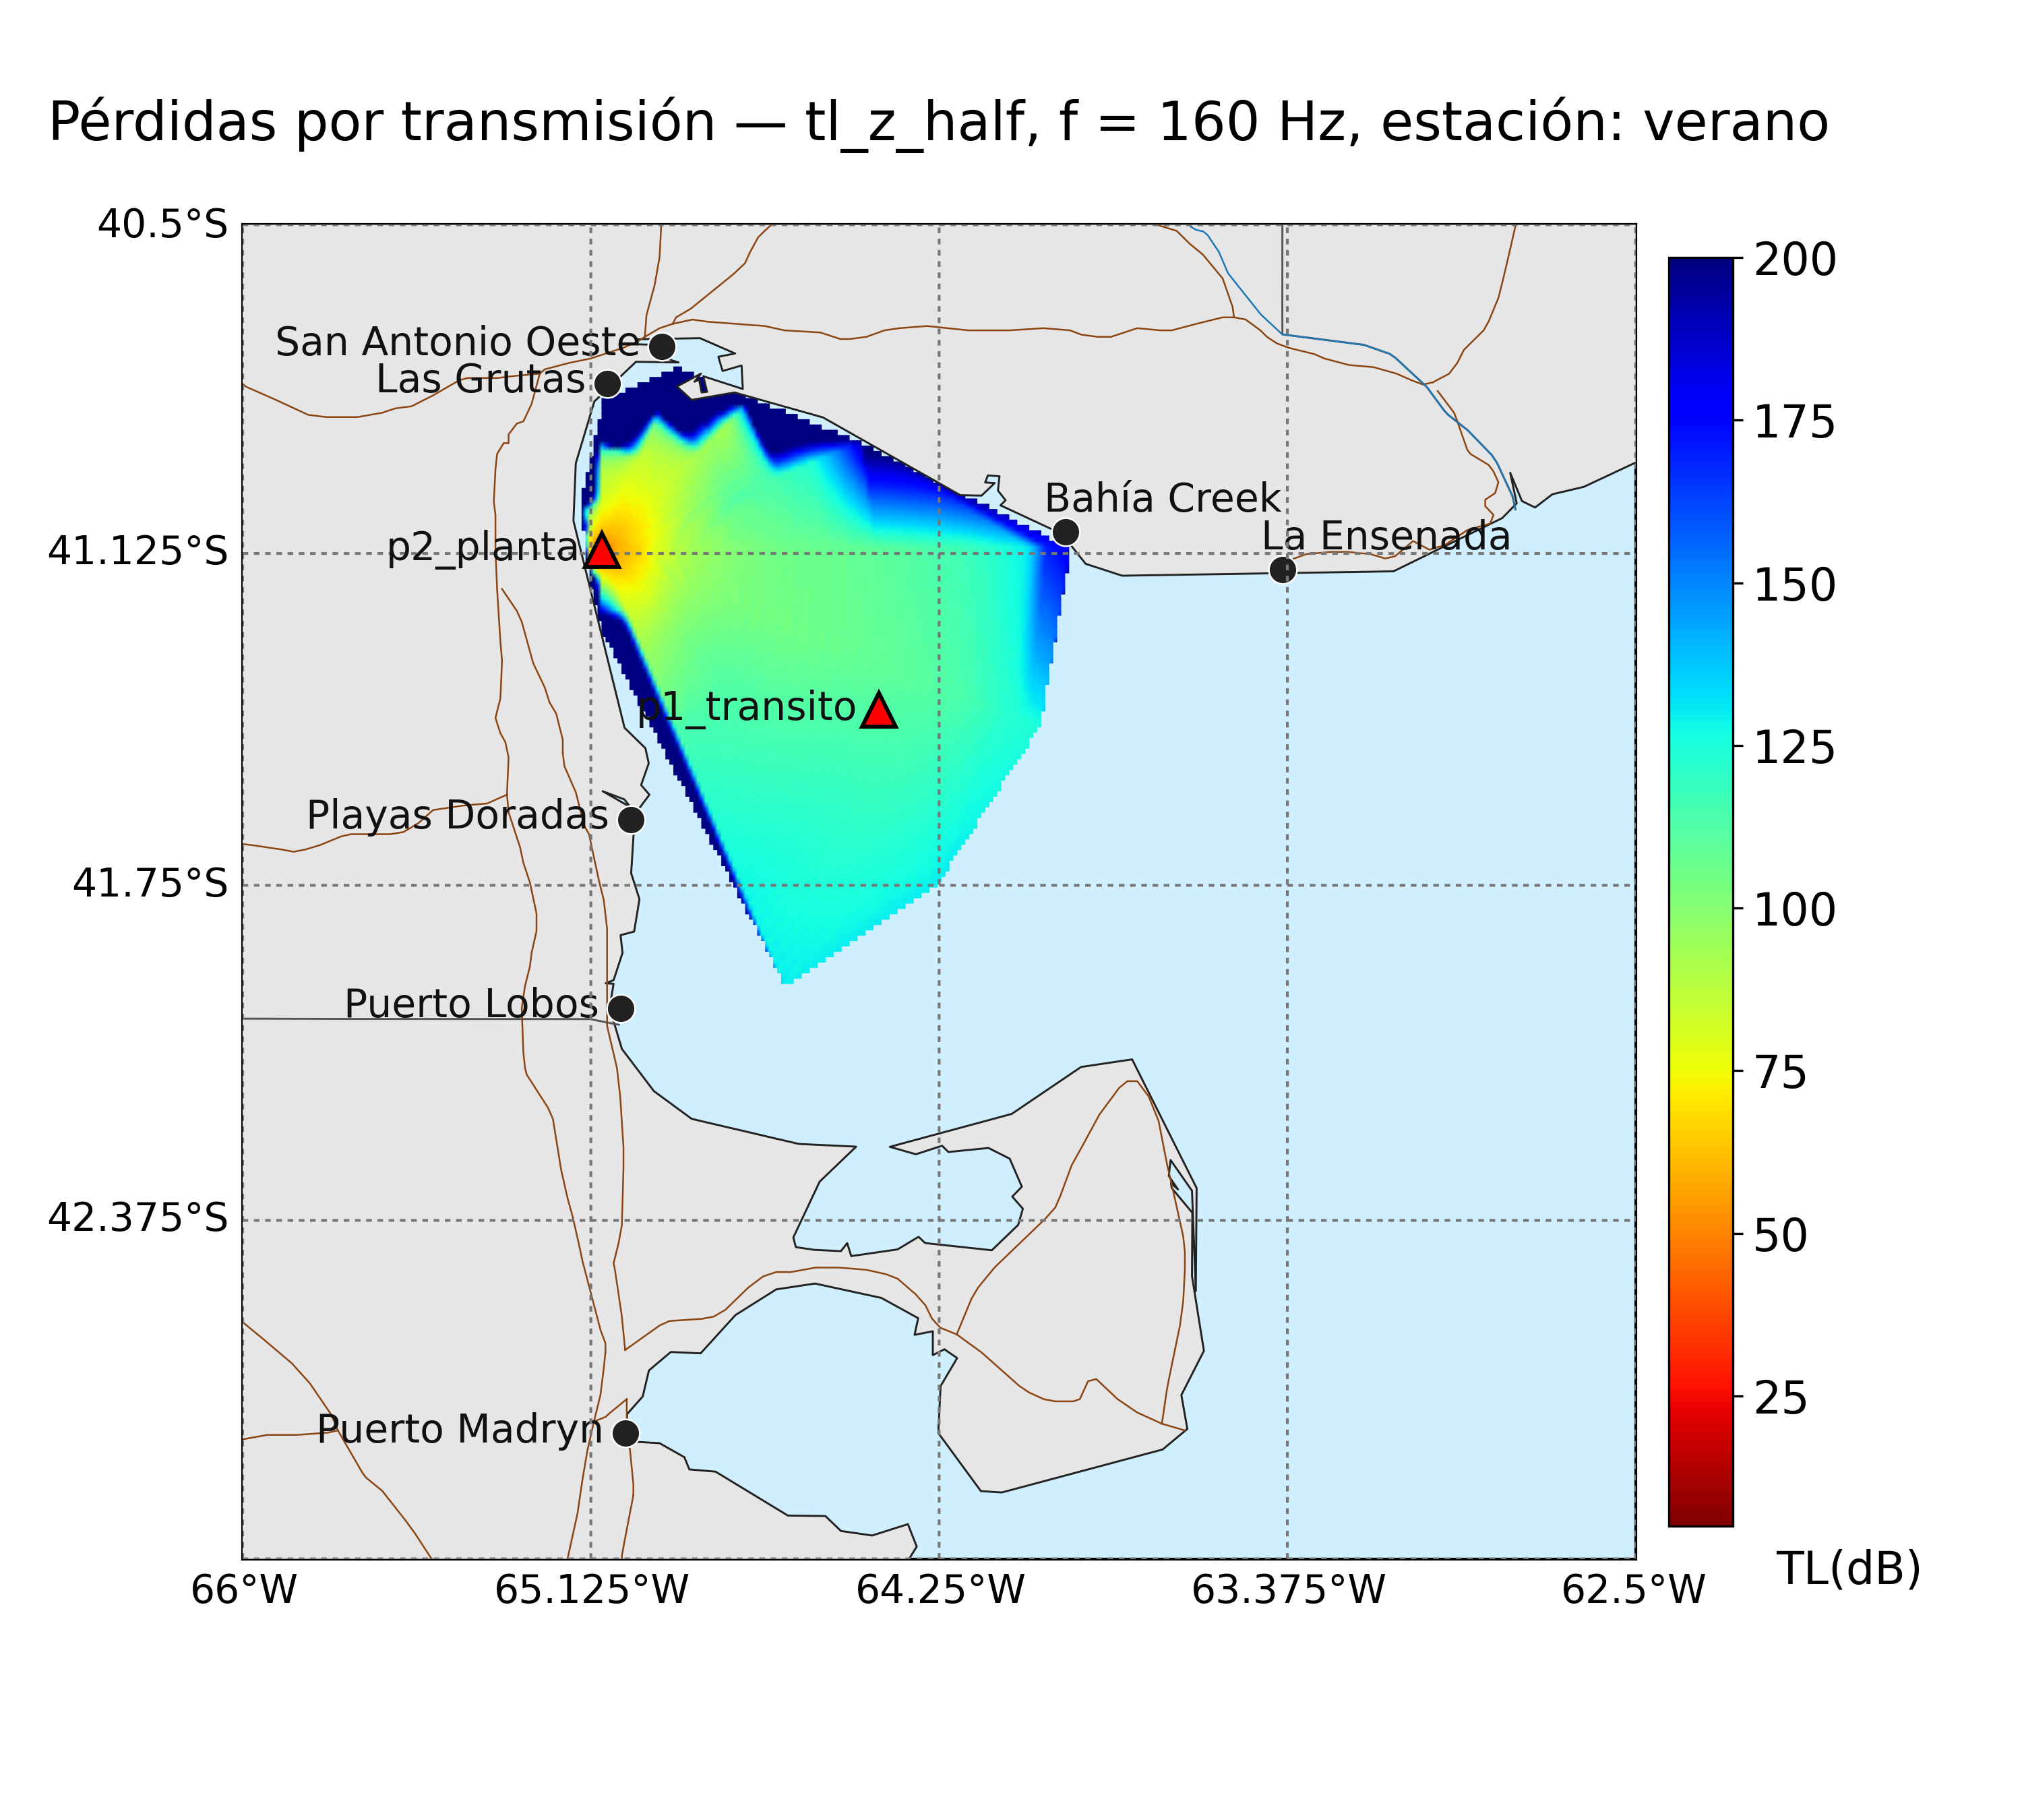 Pérdidas por transmisión — tl_z_half, f = 160 Hz, estación: verano
40.5°S
200
San Antonio Oeste
Las Grutas
175
Bahía Creek
La Ensenada
p2_planta
41.125°S
150
p1_transito
125
Playas Doradas
41.75°S
100
Puerto Lobos
75
42.375°S
50
25
Puerto Madryn
TL(dB)
66°W
65.125°W
64.25°W
63.375°W
62.5°W